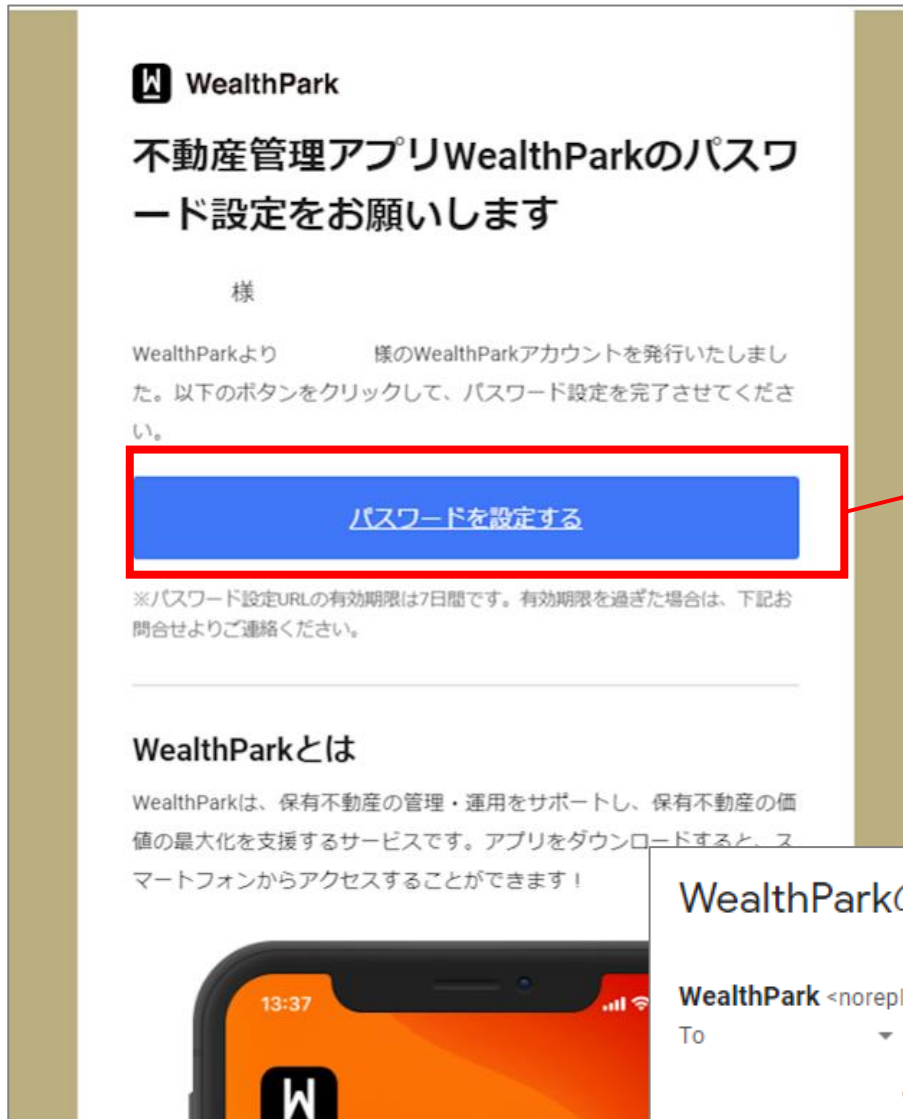 WealthPark
不動産管理アプリWealthParkのパスワ
ード設定をお願いします
様
WealthParkより 様のWealthParkアカウントを発行いたしまし
た。以下のボタンをクリックして、パスワード設定を完了させてくださ
い。
パスワードを設定する
※パスワード設定URLの有効期限は7日間です。有効期限を過ぎた場合は、下記お
問合せよりご連絡ください。
WealthParkとは
WealthParkは、保有不動産の管理・運用をサポートし、保有不動産の価
値の最大化を支援するサービスです。アプリをダウンロードすると、ス
マートフォンからアクセスすることができます！
13:37
WealthPark
WealthPark <norepl
To